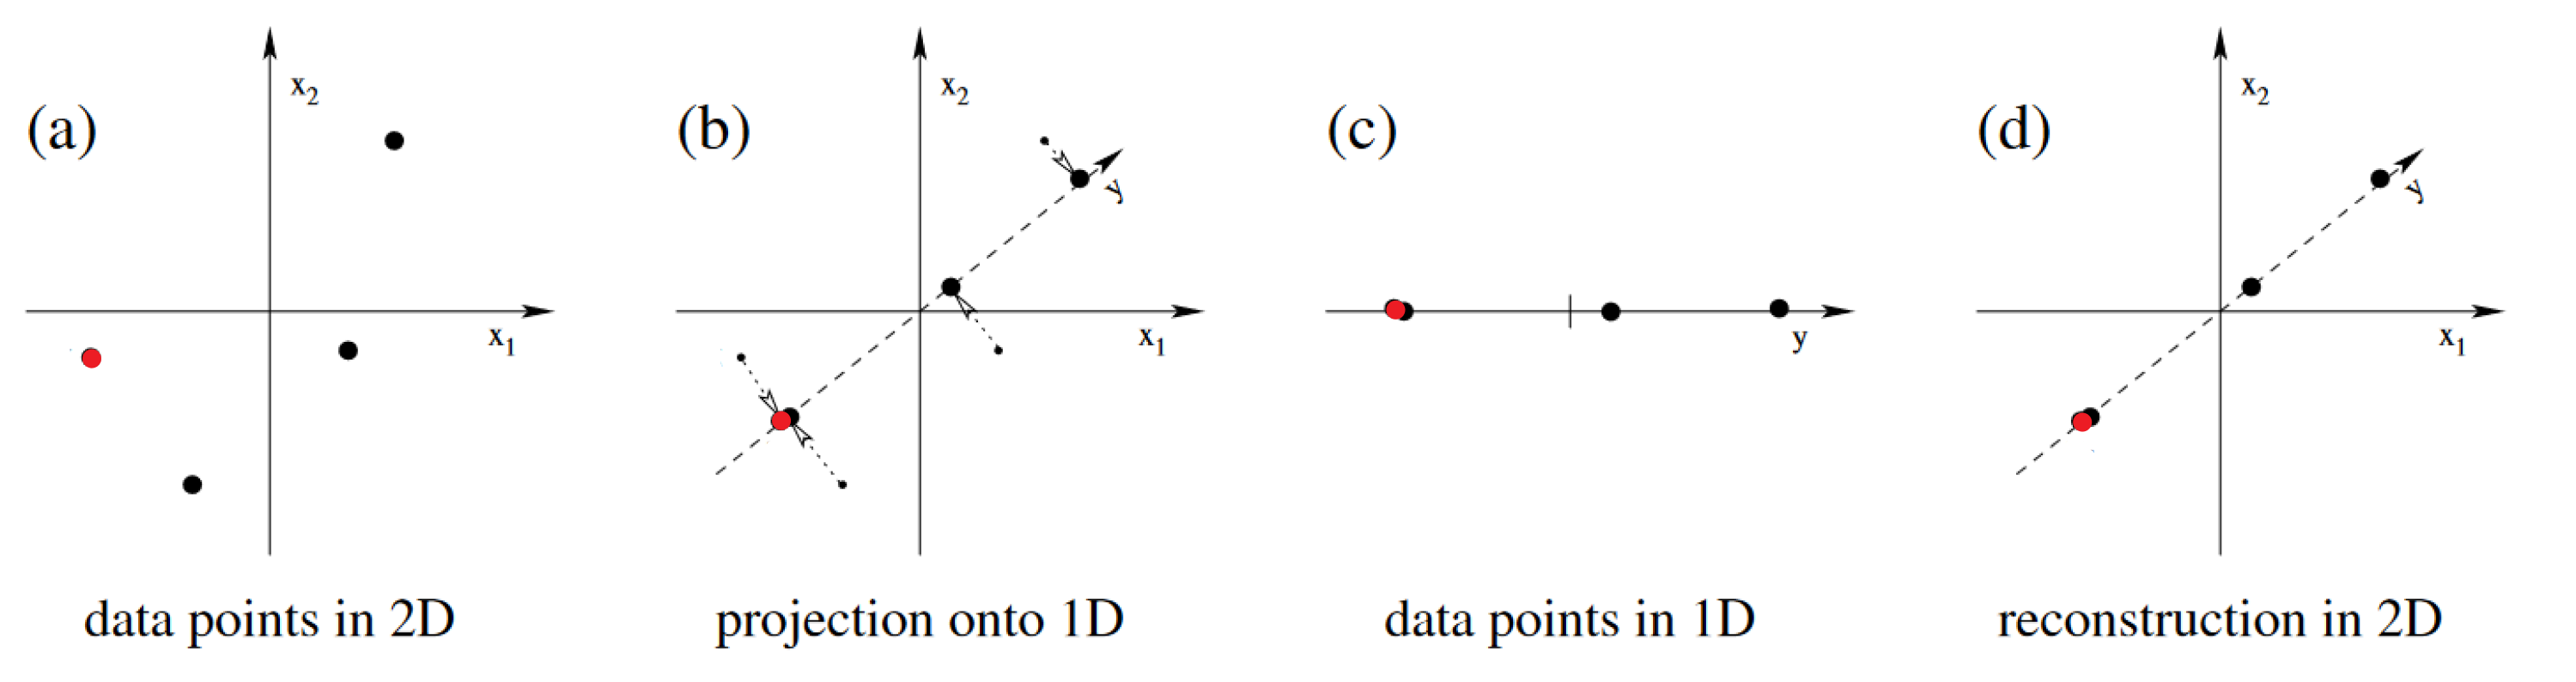 (a)
x₂
x₁
data points in 2D
(b)
x₂
y
x₁
projection onto 1D
(c)
y
data points in 1D
(d)
x₂
y
x₁
reconstruction in 2D